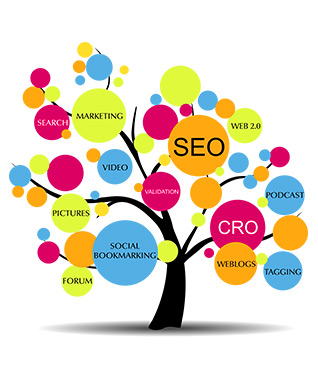 MARKETING
SEARCH
WEB 2.0
SEO
VIDEO
VALIDATION
PODCAST
PICTURES
CRO
SOCIAL
BOOKMARKING
WEBLOGS
TAGGING
FORUM